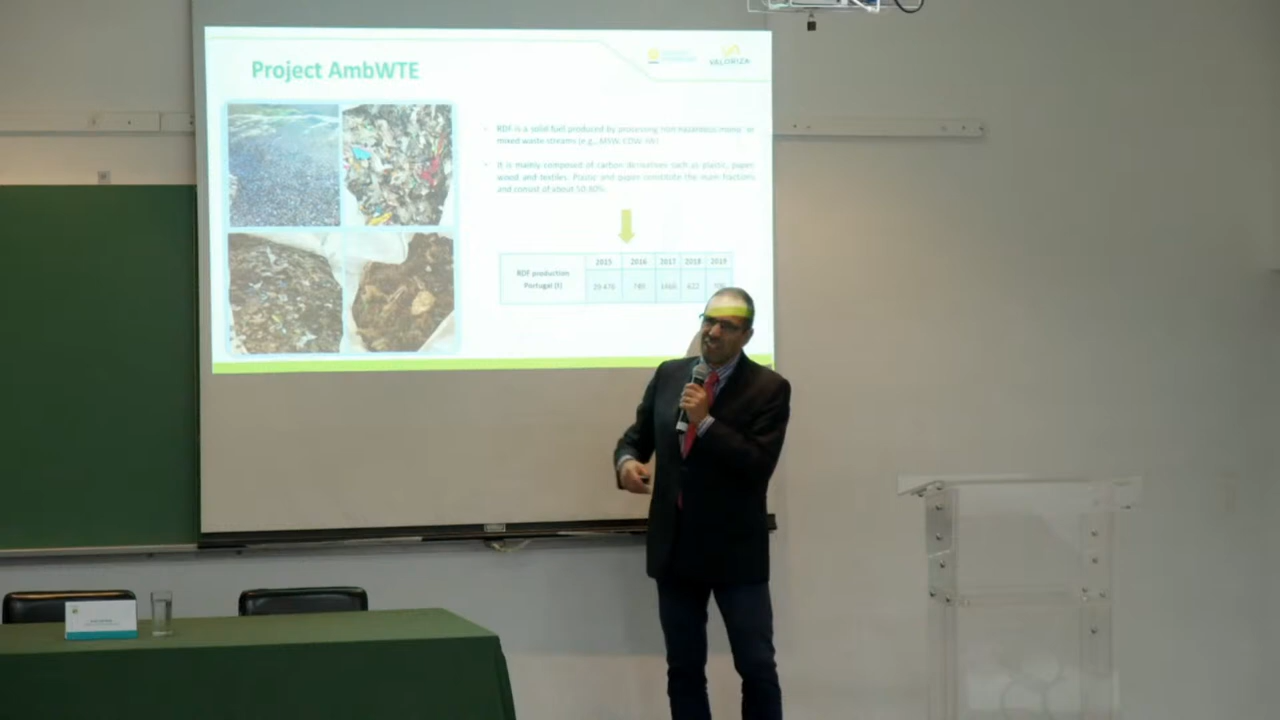 Project AmbWTE
VALORIZA
RDF is a solid fuel produced by processing non-hazardous mono- or
mixed waste streams (e.g., MSW, CDW, IW)
It is mainly composed of carbon derivatives such as plastic, paper,
wood and textiles. Plastic and paper constitute the main fractions
and consist of about 50-80%.
2015 2016 2017 2018 2019
RDF production
Portugal (t)